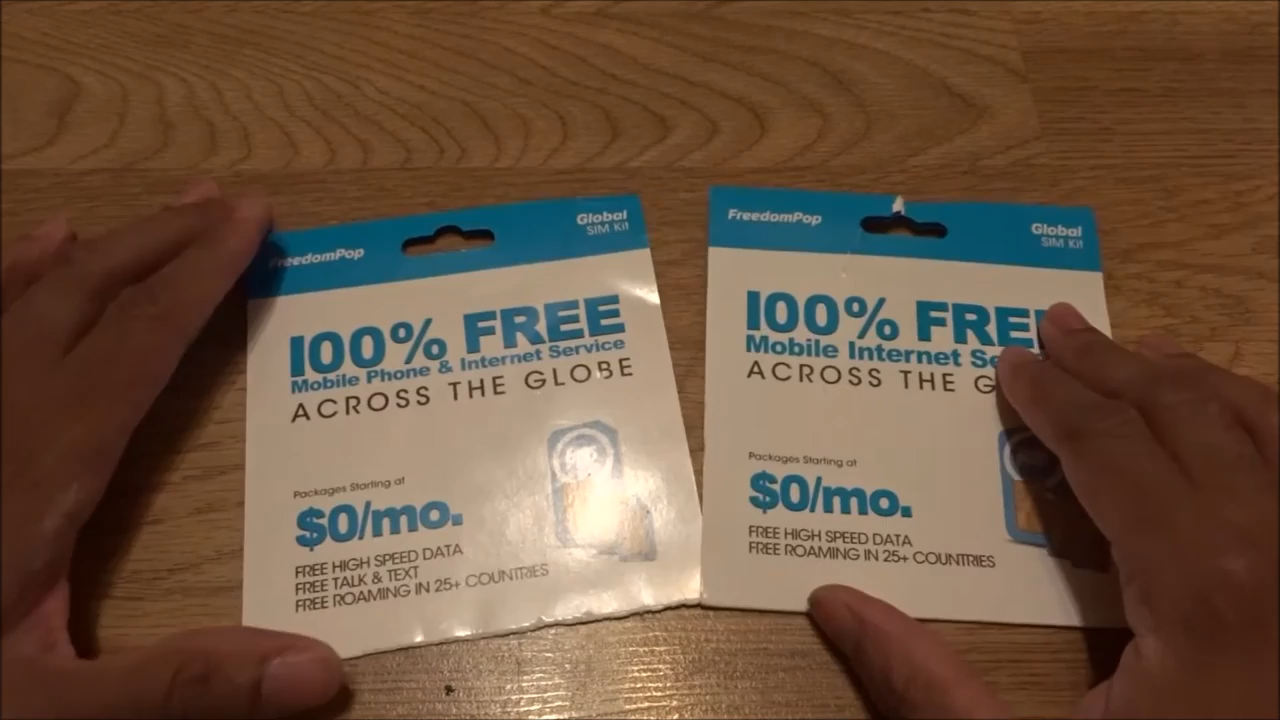 FreedomPop
Global
SIM Kit
100% FREE
Mobile Phone & Internet Service
ACROSS THE GLOBE
Packages Starting at
$0/mo.
FREE HIGH SPEED DATA
FREE TALK & TEXT
FREE ROAMING IN 25+ COUNTRIES
FreedomPop
Global
SIM Kit
100% FRE
Mobile Internet Se
ACROSS THE G
Packages Starting at
$0/mo.
FREE HIGH SPEED DATA
FREE ROAMING IN 25+ COUNTRIES